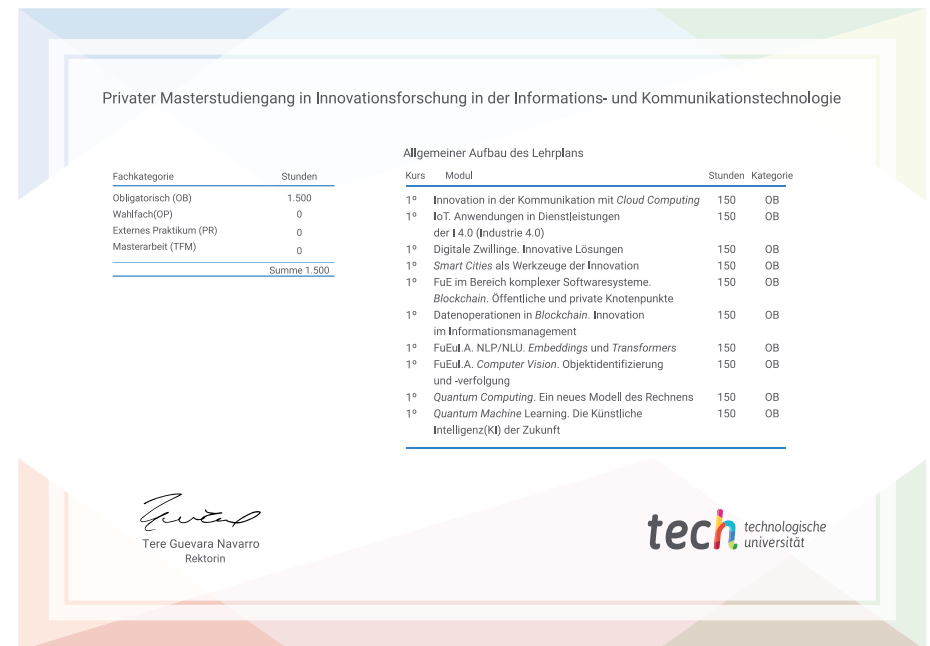 Privater Masterstudiengang in Innovationsforschung in der Informations- und Kommunikationstechnologie
Fachkategorie Stunden
Obligatorisch (OB) 1.500
Wahlfach(OP) 0
Externes Praktikum (PR) 0
Masterarbeit (TFM) 0
Summe 1.500
Allgemeiner Aufbau des Lehrplans
Kurs Modul Stunden Kategorie
1º Innovation in der Kommunikation mit Cloud Computing 150 OB
1º IoT. Anwendungen in Dienstleistungen 150 OB
der I 4.0 (Industrie 4.0)
1º Digitale Zwillinge. Innovative Lösungen 150 OB
1º Smart Cities als Werkzeuge der Innovation 150 OB
1º FuE im Bereich komplexer Softwaresysteme. 150 OB
Blockchain. Öffentliche und private Knotenpunkte
1º Datenoperationen in Blockchain. Innovation 150 OB
im Informationsmanagement
1º FuEuI.A. NLP/NLU. Embeddings und Transformers 150 OB
1º FuEuI.A. Computer Vision. Objektidentifizierung 150 OB
und -verfolgung
1º Quantum Computing. Ein neues Modell des Rechnens 150 OB
1º Quantum Machine Learning. Die Künstliche 150 OB
Intelligenz(KI) der Zukunft
Tere Guevara Navarro
Rektorin
tech technologische
universität